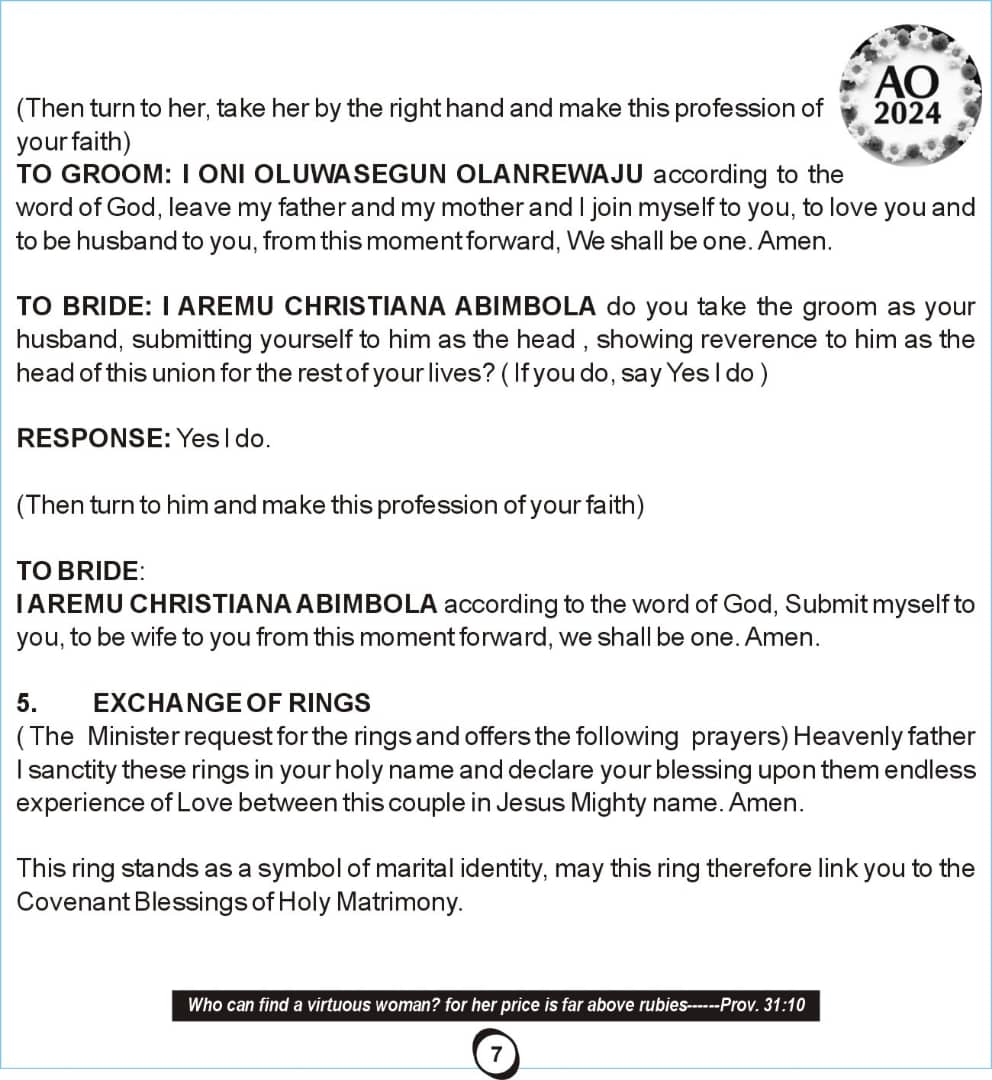 AO
2024
(Then turn to her, take her by the right hand and make this profession of
your faith)
TO GROOM: I ONI OLUWASEGUN OLANREWAJU according to the
word of God, leave my father and my mother and I join myself to you, to love you and
to be husband to you, from this moment forward, We shall be one. Amen.
TO BRIDE: I AREMU CHRISTIANA ABIMBOLA do you take the groom as your
husband, submitting yourself to him as the head , showing reverence to him as the
head of this union for the rest of your lives? ( If you do, say Yes I do )
RESPONSE: Yes I do.
(Then turn to him and make this profession of your faith)
TO BRIDE:
I AREMU CHRISTIANA ABIMBOLA according to the word of God, Submit myself to
you, to be wife to you from this moment forward, we shall be one. Amen.
5. EXCHANGE OF RINGS
( The Minister request for the rings and offers the following prayers) Heavenly father
I sanctity these rings in your holy name and declare your blessing upon them endless
experience of Love between this couple in Jesus Mighty name. Amen.
This ring stands as a symbol of marital identity, may this ring therefore link you to the
Covenant Blessings of Holy Matrimony.
Who can find a virtuous woman? for her price is far above rubies------Prov. 31:10
7